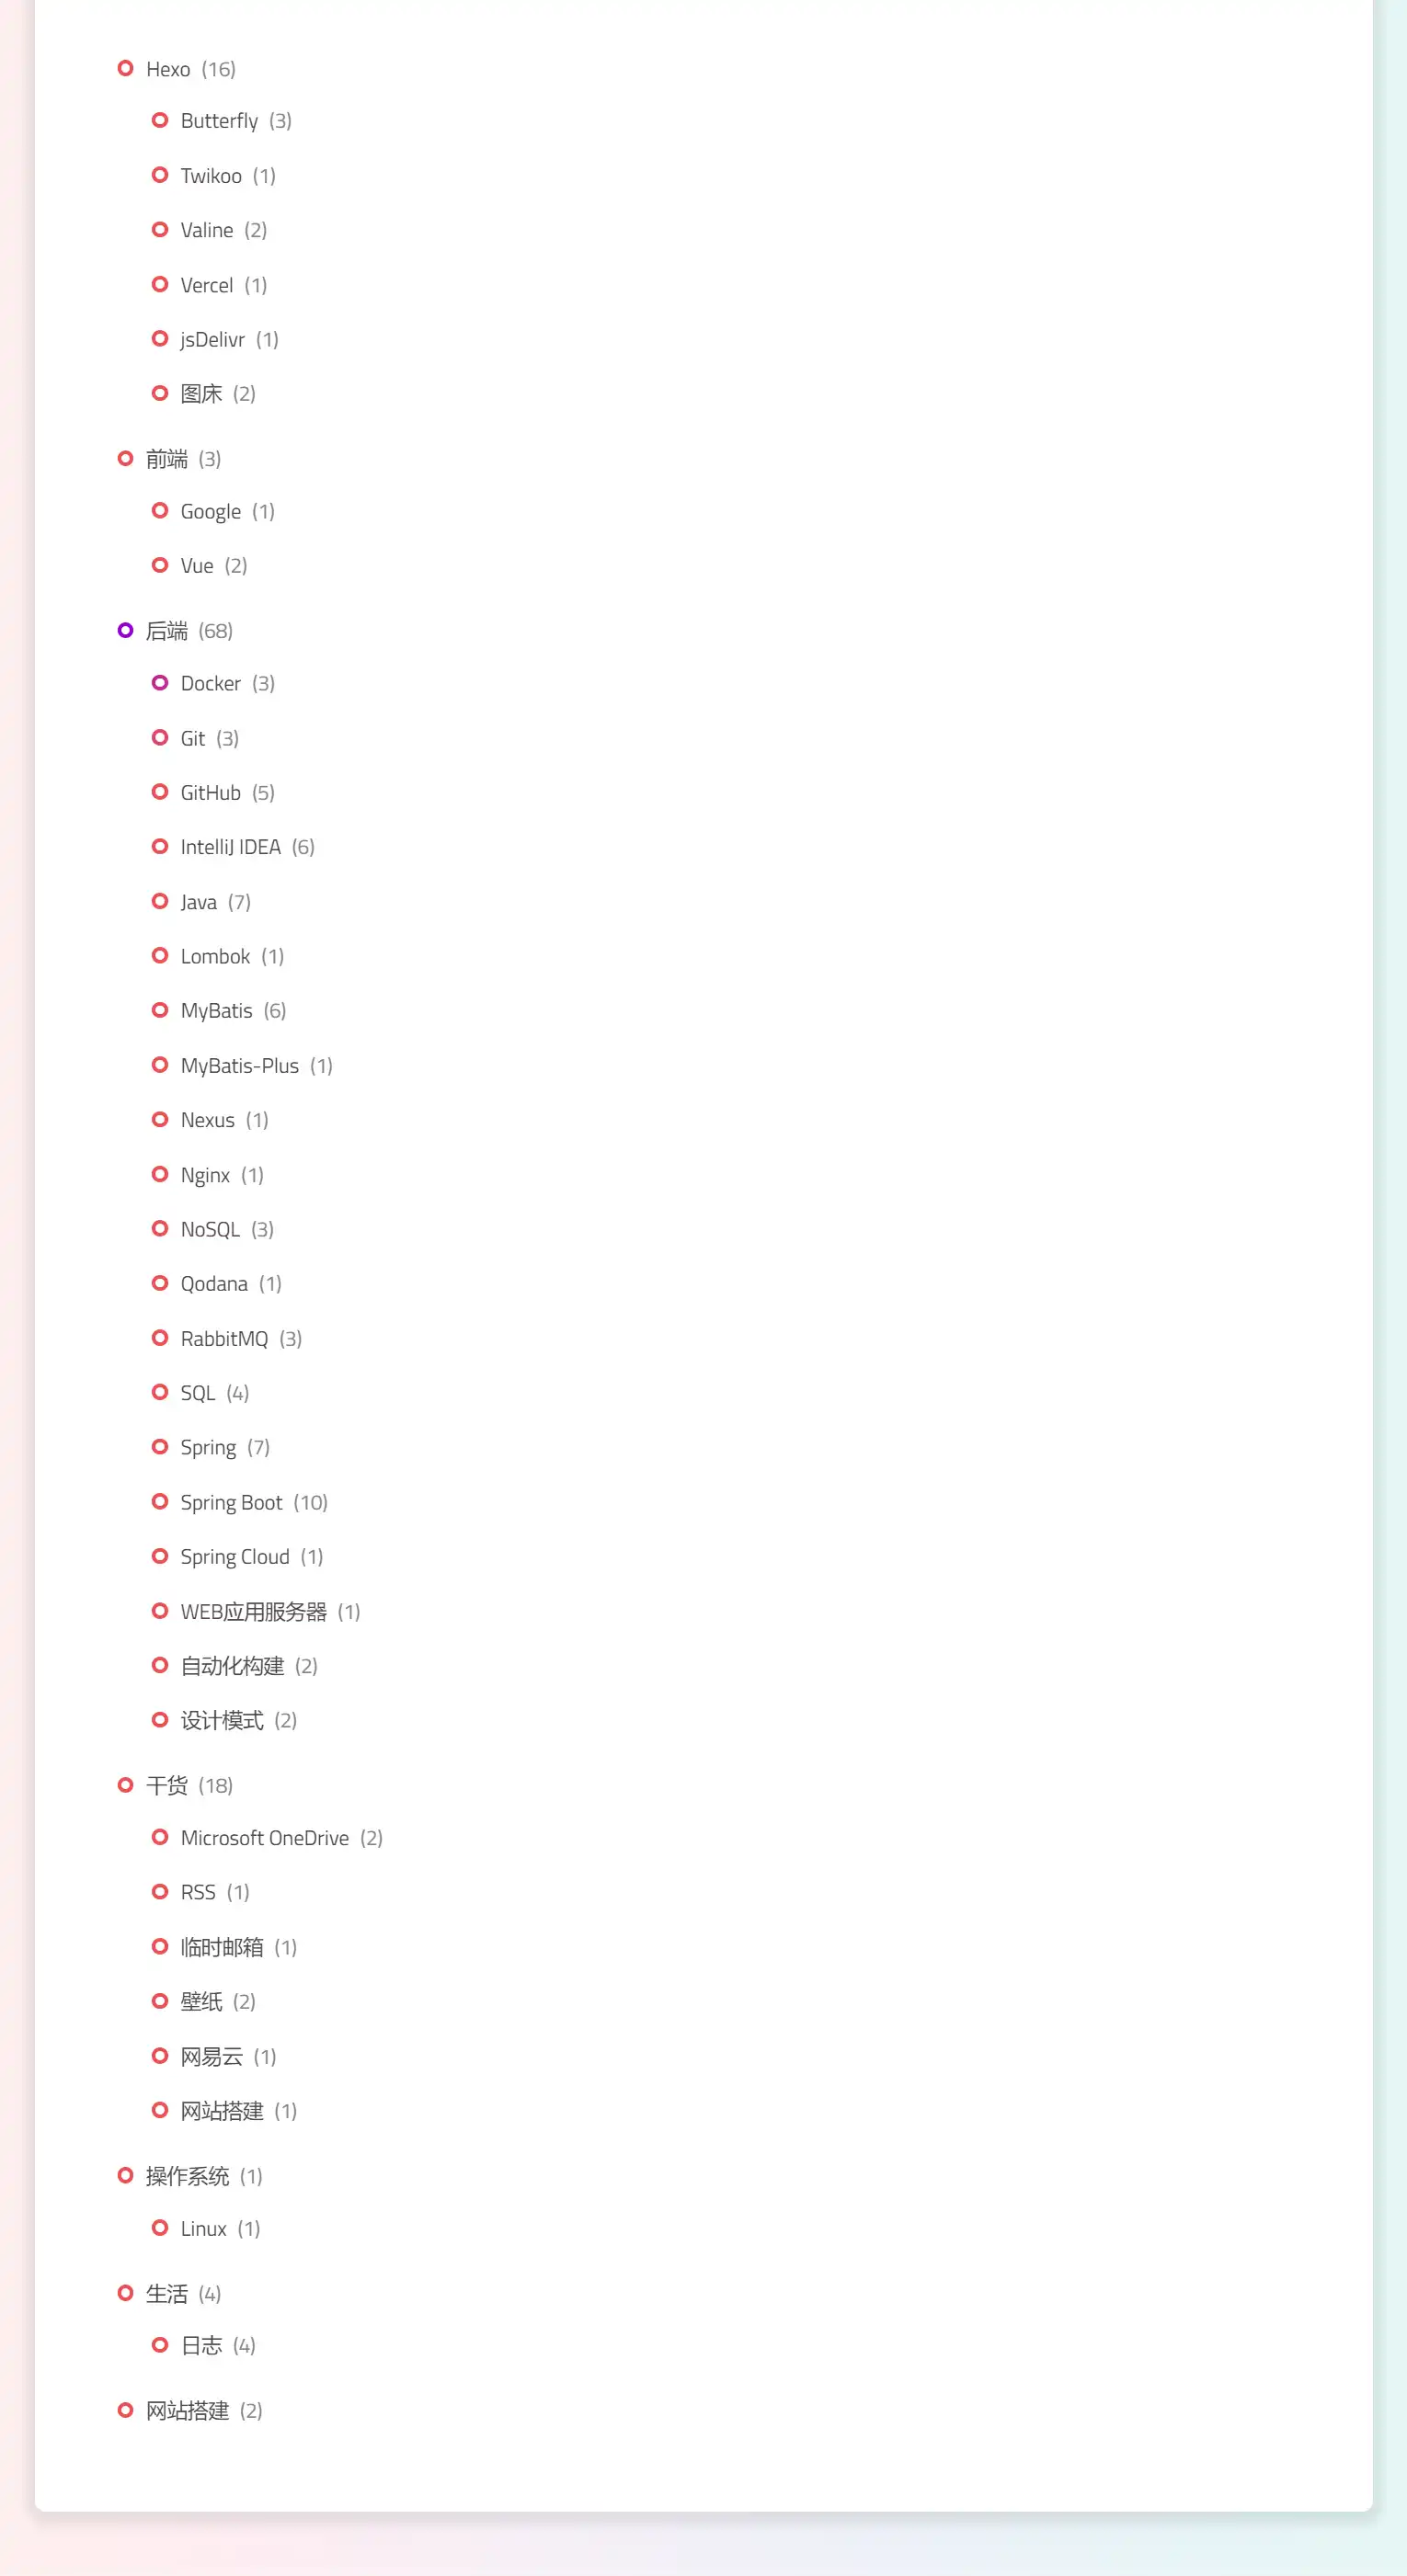 Hexo (16)
Butterfly (3)
Twikoo (1)
Valine (2)
Vercel (1)
jsDelivr (1)
图床 (2)
前端 (3)
Google (1)
Vue (2)
后端 (68)
Docker (3)
Git (3)
GitHub (5)
IntelliJ IDEA (6)
Java (7)
Lombok (1)
MyBatis (6)
MyBatis-Plus (1)
Nexus (1)
Nginx (1)
NoSQL (3)
Qodana (1)
RabbitMQ (3)
SQL (4)
Spring (7)
Spring Boot (10)
Spring Cloud (1)
WEB应用服务器 (1)
自动化构建 (2)
设计模式 (2)
干货 (18)
Microsoft OneDrive (2)
RSS (1)
临时邮箱 (1)
壁纸 (2)
网易云 (1)
网站搭建 (1)
操作系统 (1)
Linux (1)
生活 (4)
日志 (4)
网站搭建 (2)